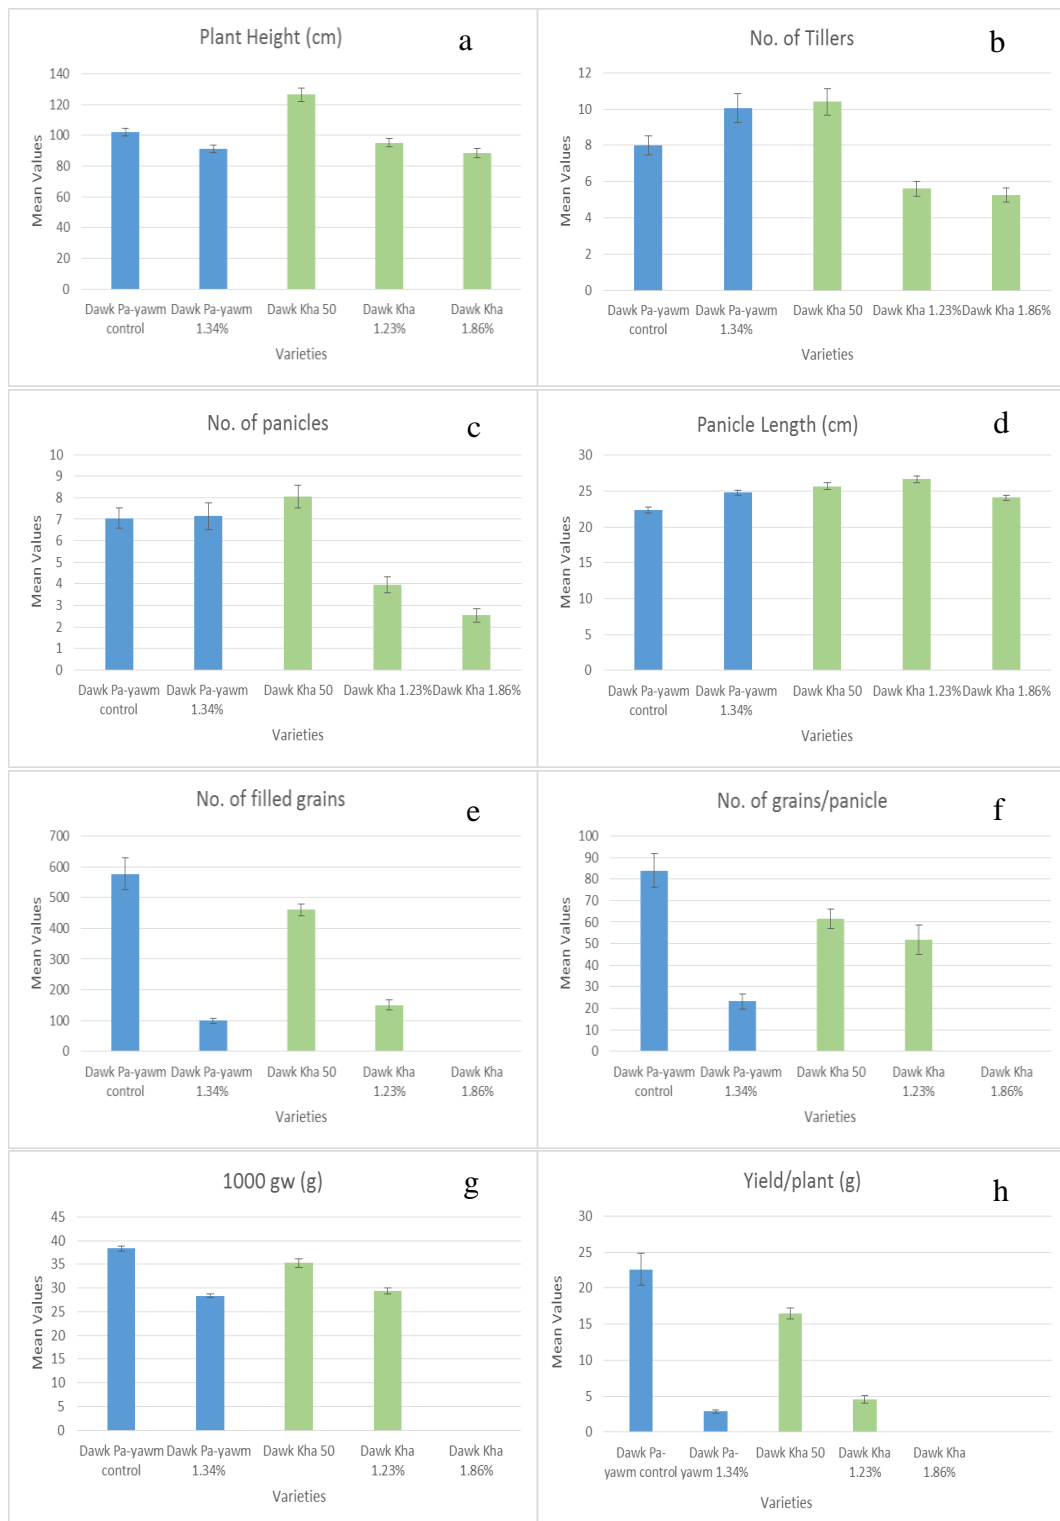 Plant Height (cm)
a
140
120
100
80
60
40
20
0
Mean Values
Dawk Pa-yawm Dawk Pa-yawm Dawk Kha 50 Dawk Kha Dawk Kha
control 1.34% 1.23% 1.86%
Varieties
No. of Tillers
b
12
10
8
6
4
2
0
Mean Values
Dawk Pa-yawm Dawk Pa-yawm Dawk Kha 50 Dawk Kha 1.23% Dawk Kha 1.86%
control 1.34%
Varieties
No. of panicles
c
10
9
8
7
6
5
4
3
2
1
0
Mean Values
Dawk Pa-yawm Dawk Pa-yawm Dawk Kha 50 Dawk Kha 1.23% Dawk Kha 1.86%
control 1.34%
Varieties
Panicle Length (cm)
d
30
25
20
15
10
5
0
Mean Values
Dawk Pa-yawm Dawk Pa-yawm Dawk Kha 50 Dawk Kha 1.23% Dawk Kha 1.86%
control 1.34%
Varieties
No. of filled grains
e
700
600
500
400
300
200
100
0
Mean Values
Dawk Pa-yawm Dawk Pa-yawm Dawk Kha 50 Dawk Kha Dawk Kha
control 1.34% 1.23% 1.86%
Varieties
No. of grains/panicle
f
100
90
80
70
60
50
40
30
20
10
0
Mean Values
Dawk Pa-yawm Dawk Pa-yawm Dawk Kha 50 Dawk Kha Dawk Kha
control 1.34% 1.23% 1.86%
Varieties
1000 gw (g)
g
45
40
35
30
25
20
15
10
5
0
Mean Values
Dawk Pa-yawm Dawk Pa-yawm Dawk Kha 50 Dawk Kha Dawk Kha
control 1.34% 1.23% 1.86%
Varieties
Yield/plant (g)
h
30
25
20
15
10
5
0
Mean Values
Dawk Pa- Dawk Pa- Dawk Kha 50 Dawk Kha Dawk Kha
yawm control yawm 1.34% 1.23% 1.86%
Varieties